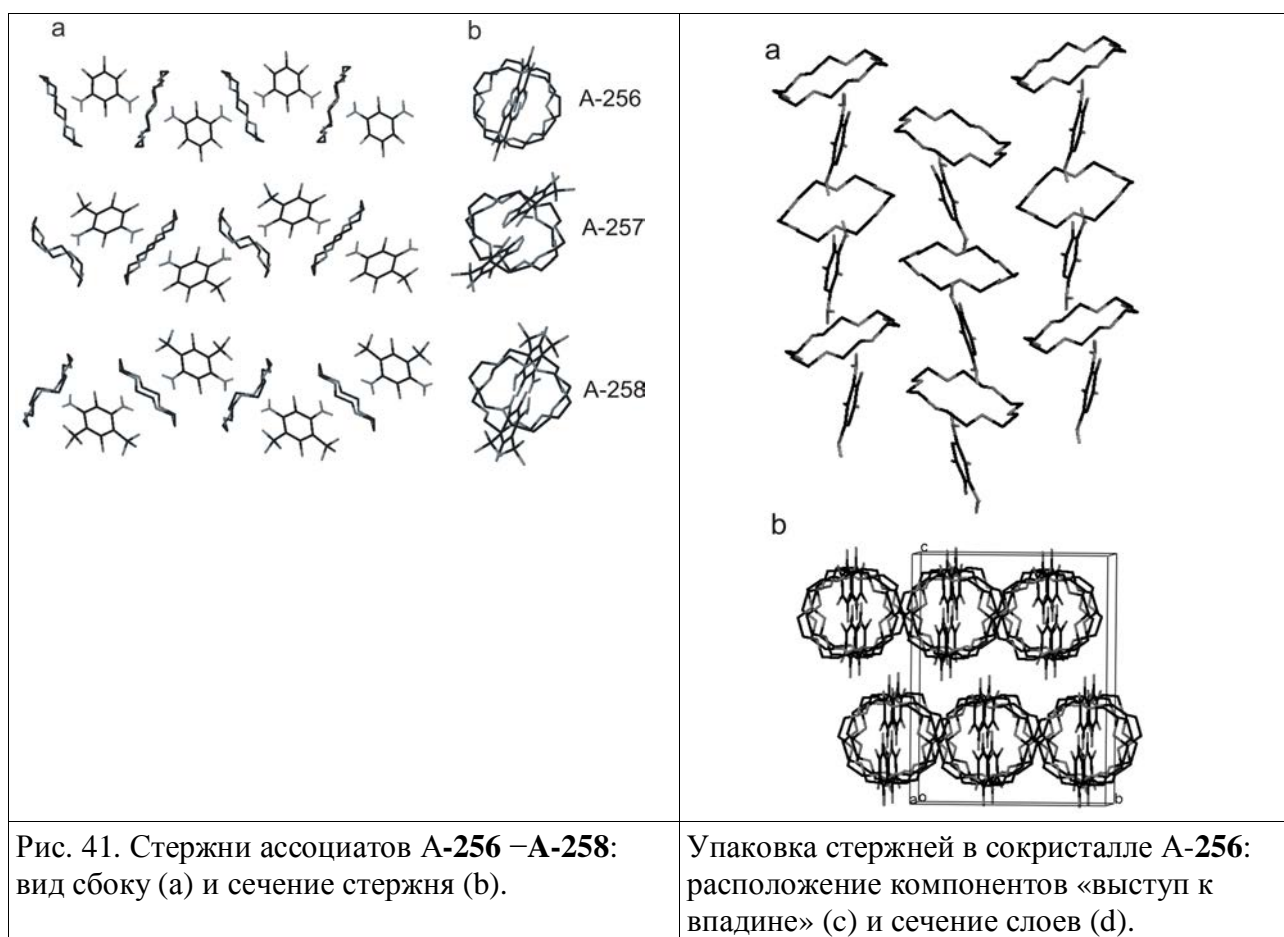 a
b
A-256
A-257
A-258
a
b
c
a
o
b
Рис. 41. Стержни ассоциатов А-256 −А-258:
вид сбоку (a) и сечение стержня (b).
Упаковка стержней в сокристалле А-256:
расположение компонентов «выступ к
впадине» (c) и сечение слоев (d).